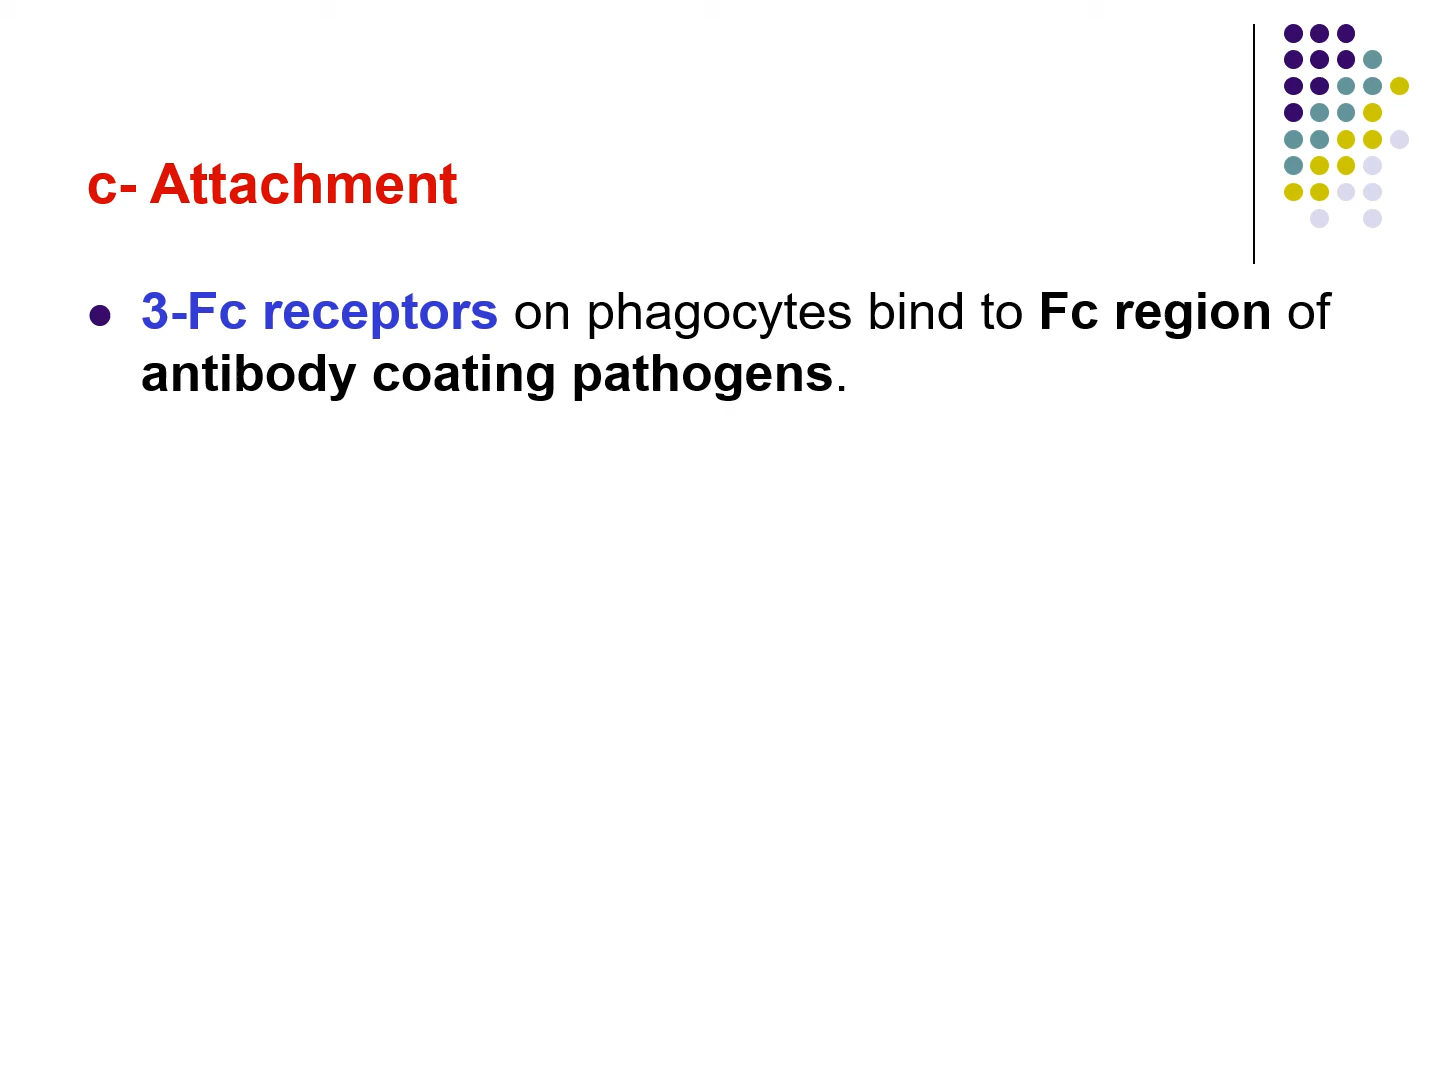 c- Attachment
● 3-Fc receptors on phagocytes bind to Fc region of
antibody coating pathogens.